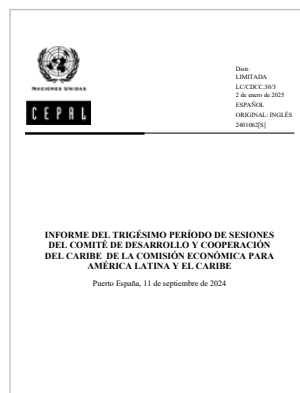 NACIONES UNIDAS
CEPAL
Distr.
LIMITADA
LC/CDCC.30/3
2 de enero de 2025
ESPAÑOL
ORIGINAL: INGLÉS
2401062[S]
INFORME DEL TRIGÉSIMO PERÍODO DE SESIONES
DEL COMITÉ DE DESARROLLO Y COOPERACIÓN
DEL CARIBE DE LA COMISIÓN ECONÓMICA PARA
AMÉRICA LATINA Y EL CARIBE
Puerto España, 11 de septiembre de 2024